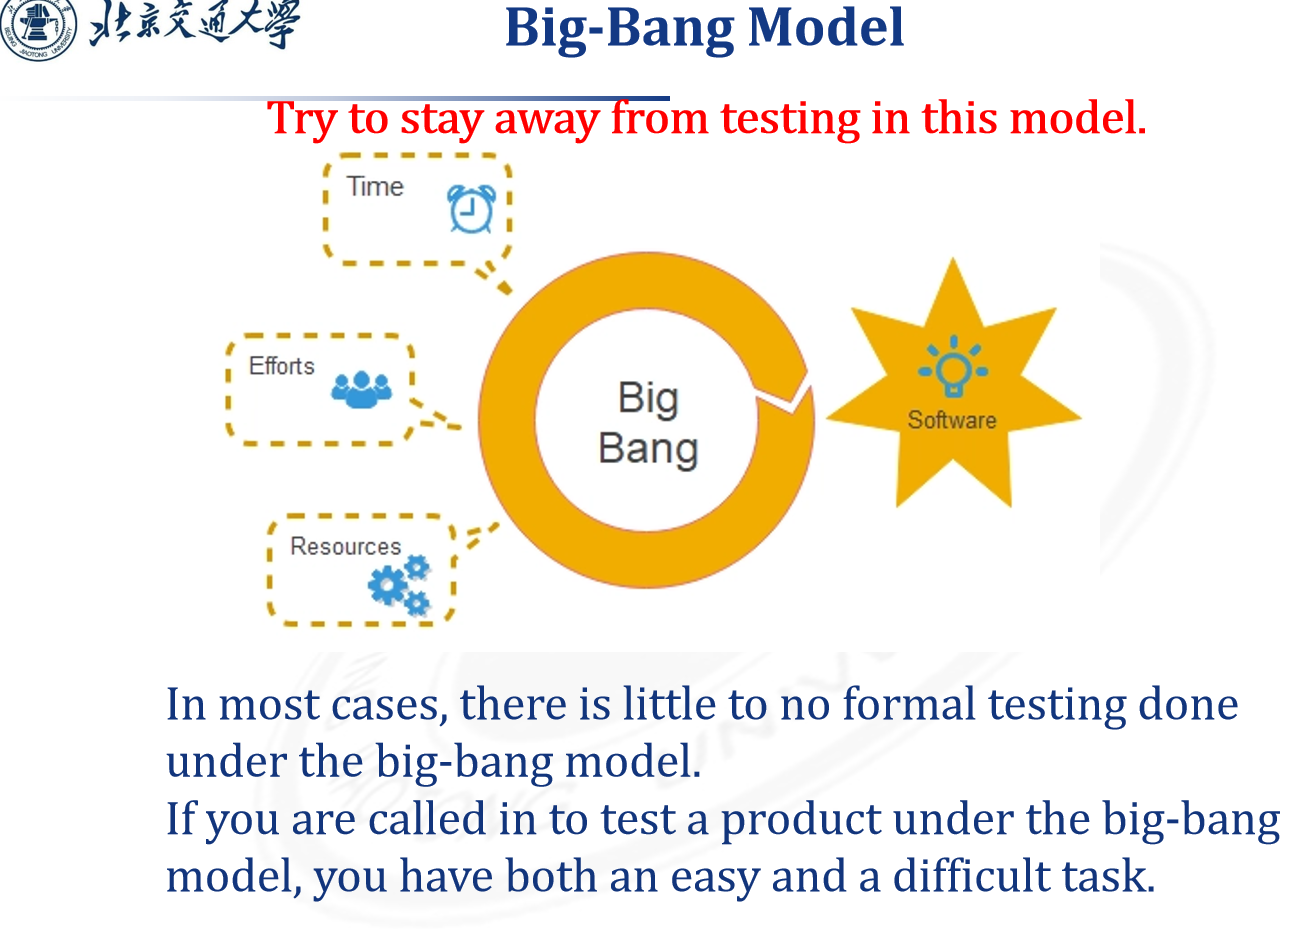 北京交通大學
Big-Bang Model
Try to stay away from testing in this model.
Time
Efforts
Big
Bang
Software
Resources
In most cases, there is little to no formal testing done
under the big-bang model.
If you are called in to test a product under the big-bang
model, you have both an easy and a difficult task.